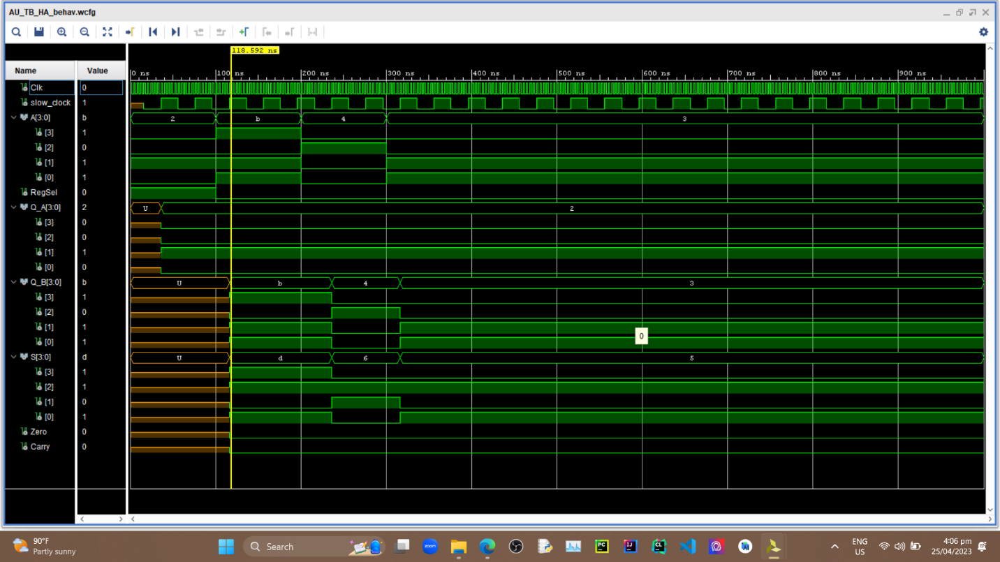 AU_TB_HA_behav.wcfg
118.592 ns
Name Value
0 ns 100 ns 200 ns 300 ns 400 ns 500 ns 600 ns 700 ns 800 ns 900 ns
Clk 0
slow_clock 1
A[3:0] b 2 b 4 3
[3] 1
[2] 0
[1] 1
[0] 1
RegSel 0
Q_A[3:0] 2 U 2
[3] 0
[2] 0
[1] 1
[0] 0
Q_B[3:0] b U b 4 3
[3] 1
[2] 0
[1] 1
[0] 1
0
S[3:0] d U d 6 5
[3] 1
[2] 1
[1] 0
[0] 1
Zero 0
Carry 0
90°F
Partly sunny
Search
zoom
PC
IJ
CL
ENG
US
4:06 pm
25/04/2023